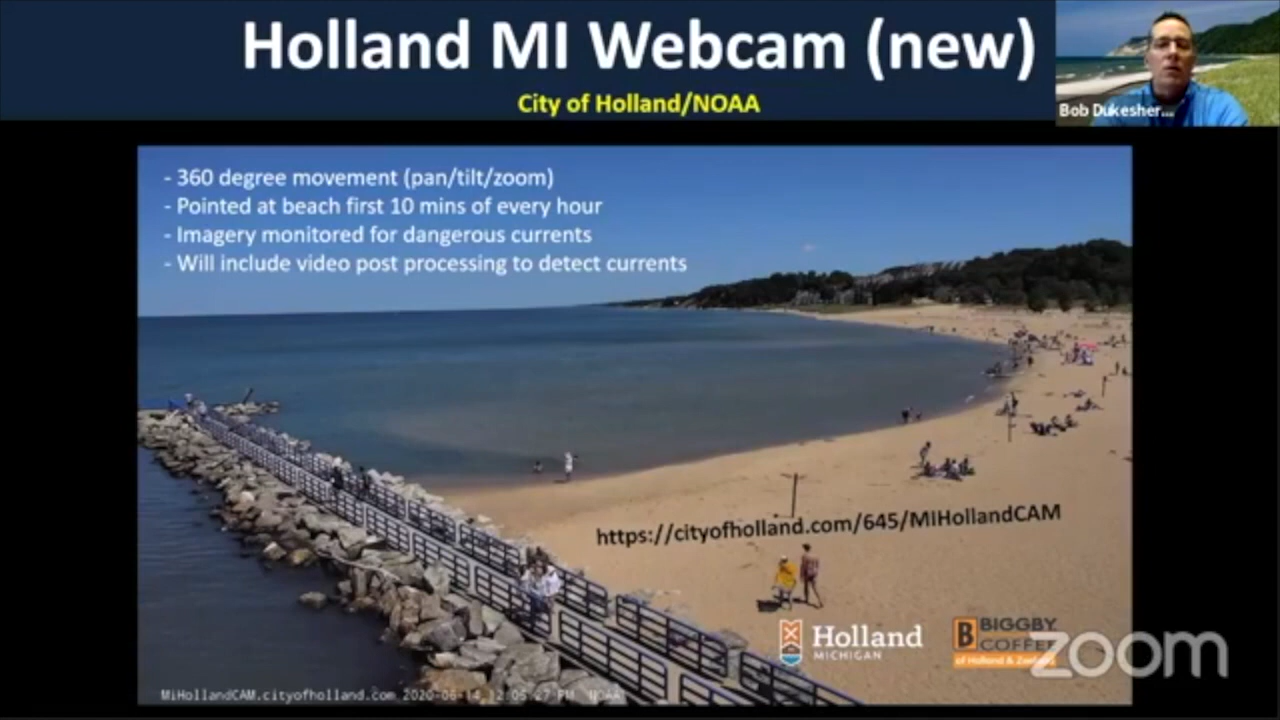 Holland MI Webcam (new)
City of Holland/NOAA
Bob Dukesher...
- 360 degree movement (pan/tilt/zoom)
- Pointed at beach first 10 mins of every hour
- Imagery monitored for dangerous currents
- Will include video post processing to detect currents
https://cityofholland.com/645/MIHollandCAM
Holland
MICHIGAN
B BIGGBY
COFFEE
of Holland & Zeeland
zoom
MiHollandCAM.cityofholland.com 2020-06-14 12:05:27 PM NOAA